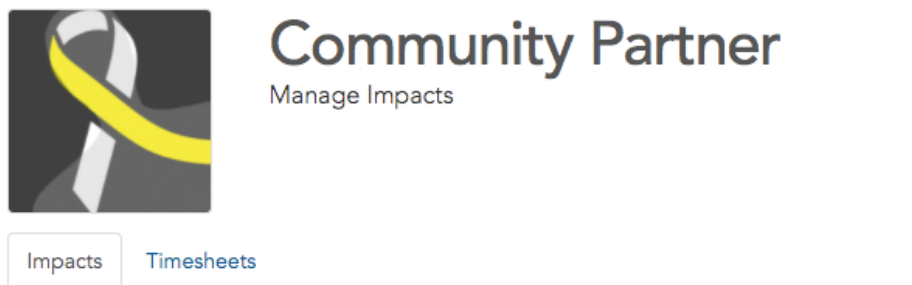 Community Partner
Manage Impacts
Impacts
Timesheets